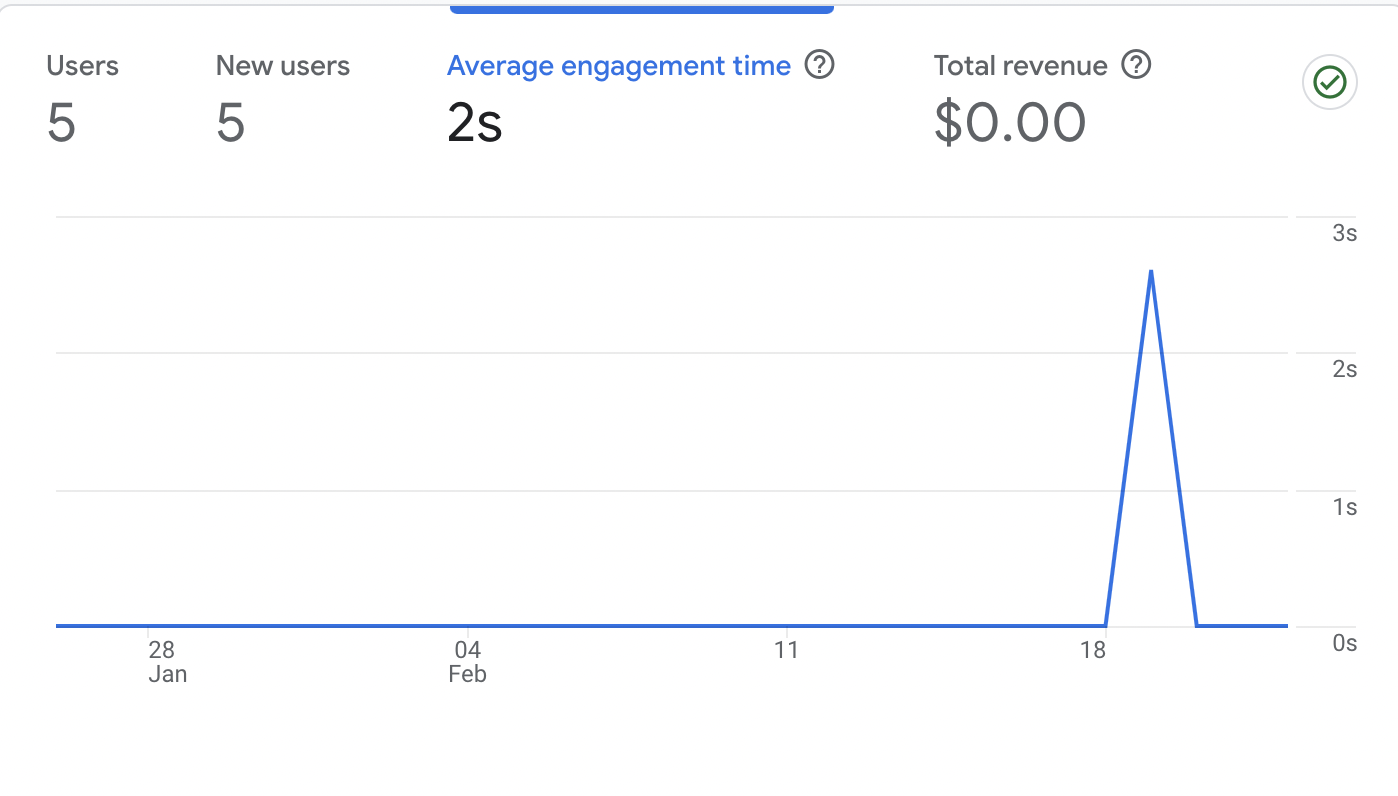 Users
New users
Average engagement time
Total revenue
5
5
2s
$0.00
3s
2s
1s
0s
28
Jan
04
Feb
11
18